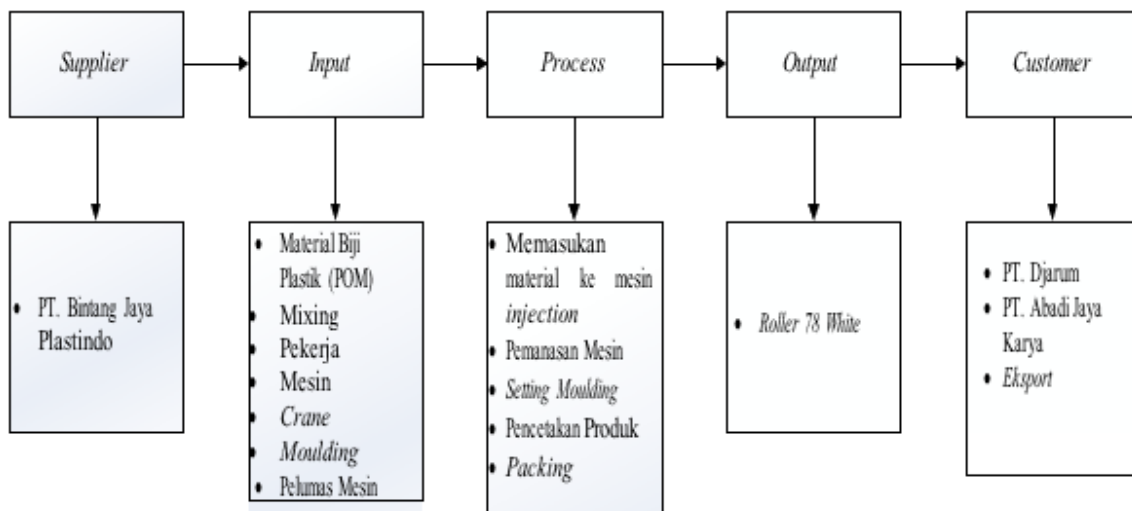 Supplier
Input
Process
Output
Customer
• PT. Bintang Jaya
Plastindo
• Material Biji
Plastik (POM)
• Mixing
• Pekerja
• Mesin
• Crane
• Moulding
• Pelumas Mesin
• Memasukan
material ke mesin
injection
• Pemanasan Mesin
• Setting Moulding
• Pencetakan Produk
• Packing
• Roller 78 White
• PT. Djarum
• PT. Abadi Jaya
Karya
• Eksport